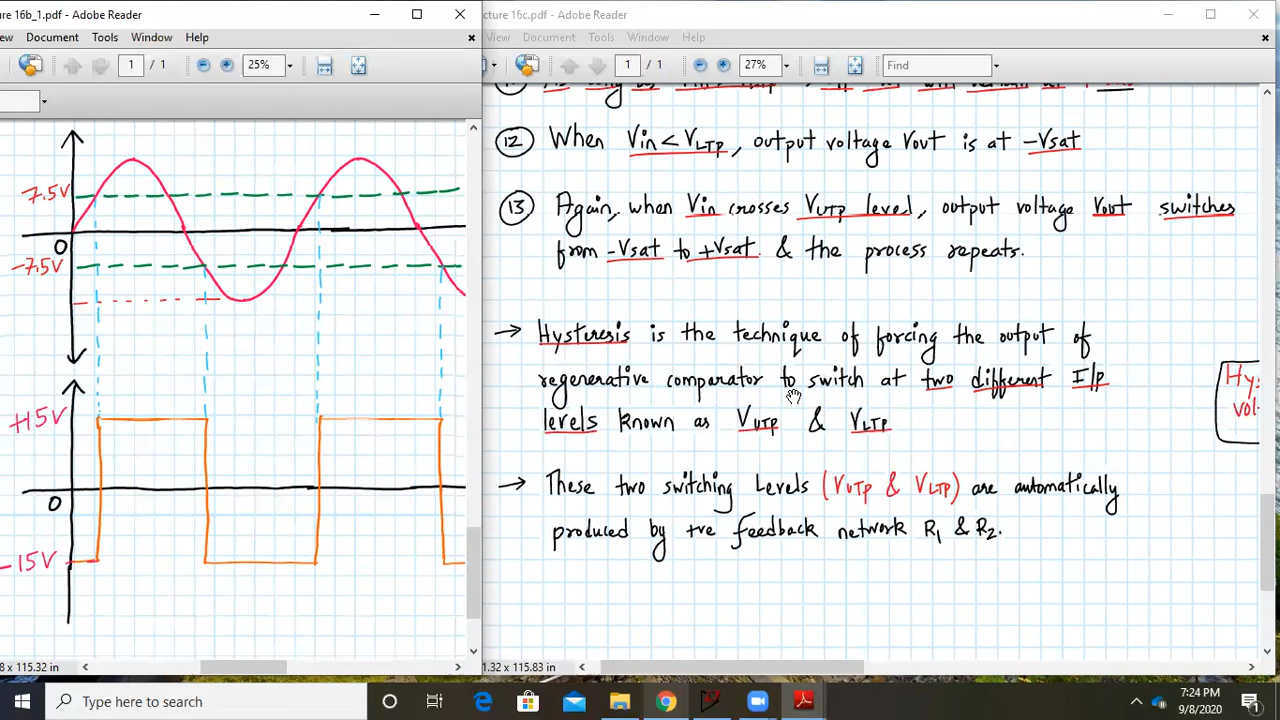 re 16b_1.pdf - Adobe Reader
ew Document Tools Window Help
1 / 1 25%
7.5V
0
-7.5V
+15V
0
-15V
8 x 115.32 in
cture 16c.pdf - Adobe Reader
View Document Tools Window Help
1 / 1 27% Find
12 When Vin < VLTP, output voltage Vout is at -Vsat
13 Again, when Vin crosses VUTP level, output voltage Vout switches
from -Vsat to +Vsat & the process repeats.
→ Hysteresis is the technique of forcing the output of
regenerative comparator to switch at two different I/p
levels known as VUTP & VLTP
Hy
vol
→ These two switching Levels (VUTP & VLTP) are automatically
produced by +ve feedback network R1 & R2.
1.32 x 115.83 in
Type here to search
7:24 PM
9/8/2020